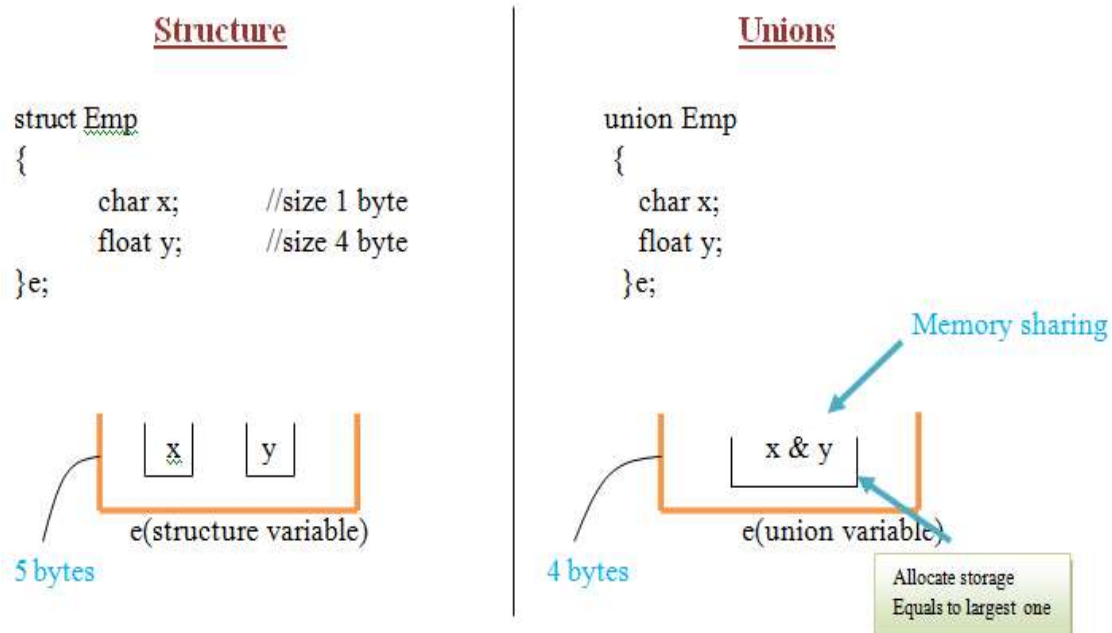 Structure
struct Emp
{
char x; //size 1 byte
float y; //size 4 byte
}e;
x y
e(structure variable)
5 bytes
Unions
union Emp
{
char x;
float y;
}e;
Memory sharing
x & y
e(union variable)
4 bytes
Allocate storage
Equals to largest one